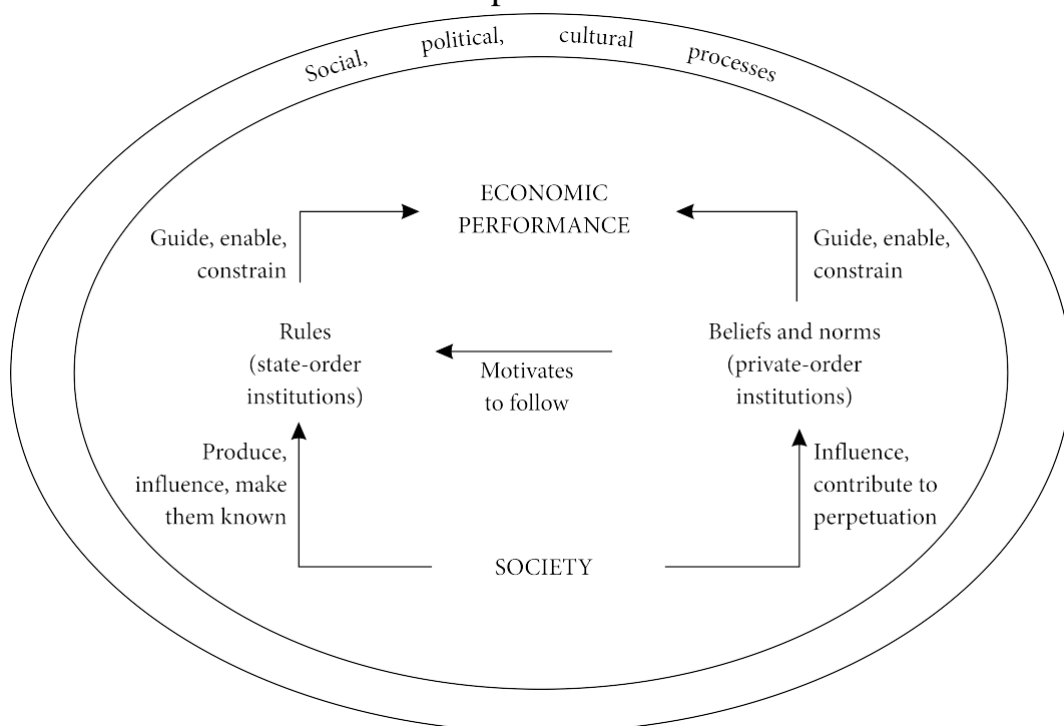 Social, political, cultural processes
ECONOMIC
PERFORMANCE
Guide, enable,
constrain
Guide, enable,
constrain
Rules
(state-order
institutions)
Motivates
to follow
Beliefs and norms
(private-order
institutions)
Produce,
influence, make
them known
Influence,
contribute to
perpetuation
SOCIETY